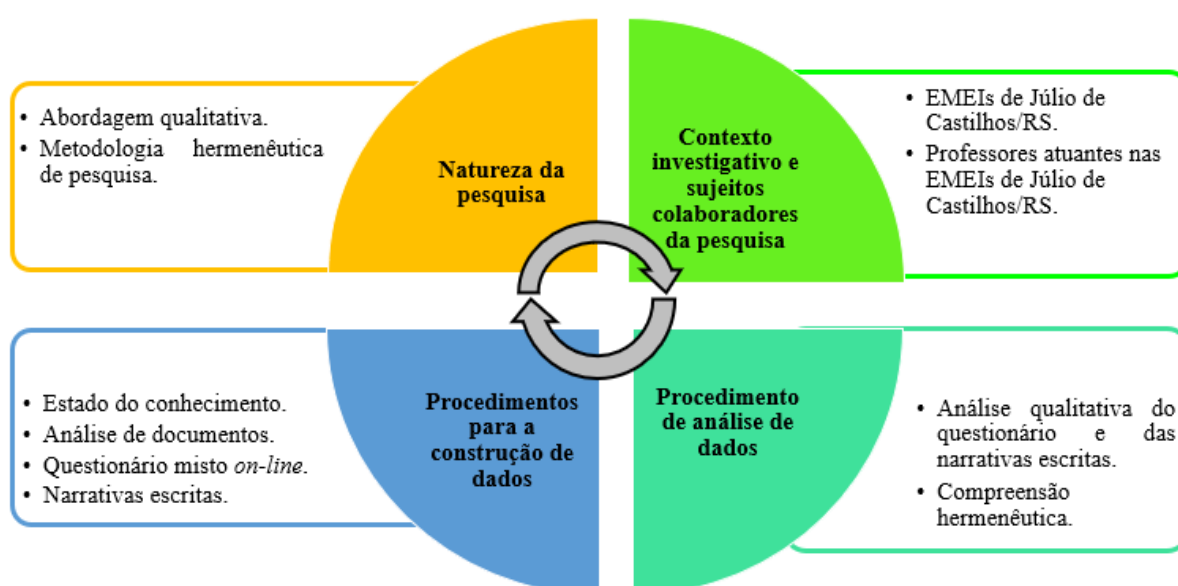 • Abordagem qualitativa.
• Metodologia hermenêutica
de pesquisa.
Natureza da
pesquisa
Contexto
investigativo e
sujeitos
colaboradores
da pesquisa
• EMEIs de Júlio de
Castilhos/RS.
• Professores atuantes nas
EMEIs de Júlio de
Castilhos/RS.
• Estado do conhecimento.
• Análise de documentos.
• Questionário misto on-line.
• Narrativas escritas.
Procedimentos
para a
construção de
dados
Procedimento
de análise de
dados
• Análise qualitativa do
questionário e das
narrativas escritas.
• Compreensão
hermenêutica.